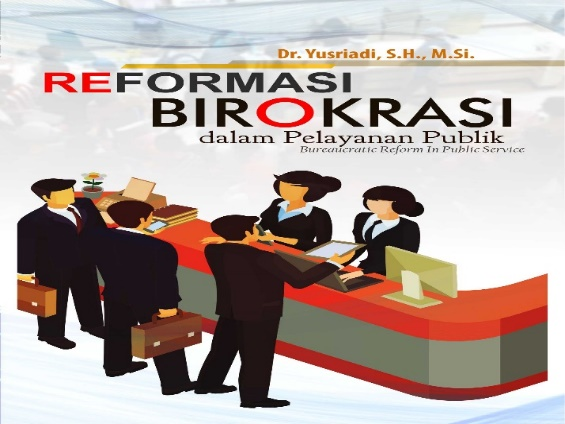 Dr. Yusriadi, S.H., M.Si.
REFORMASI
BIROKRASI
dalam Pelayanan Publik
Bureaucratic Reform In Public Service